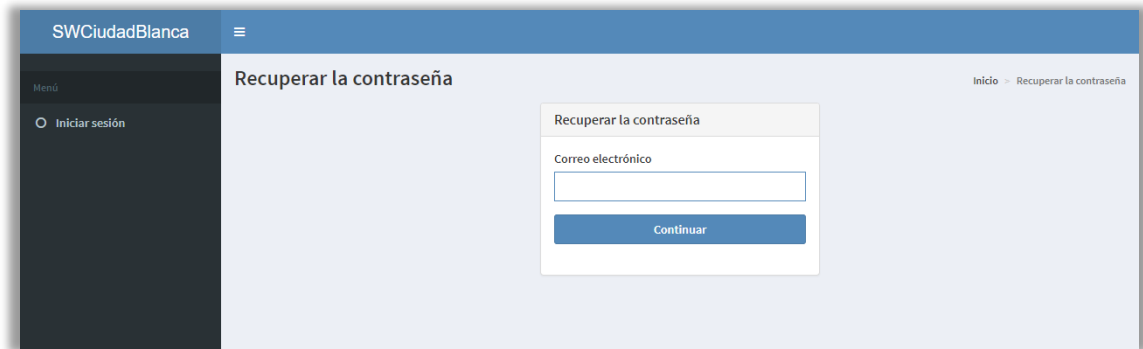 SWCiudadBlanca
Menú
Iniciar sesión
Recuperar la contraseña
Inicio > Recuperar la contraseña
Recuperar la contraseña
Correo electrónico
Continuar